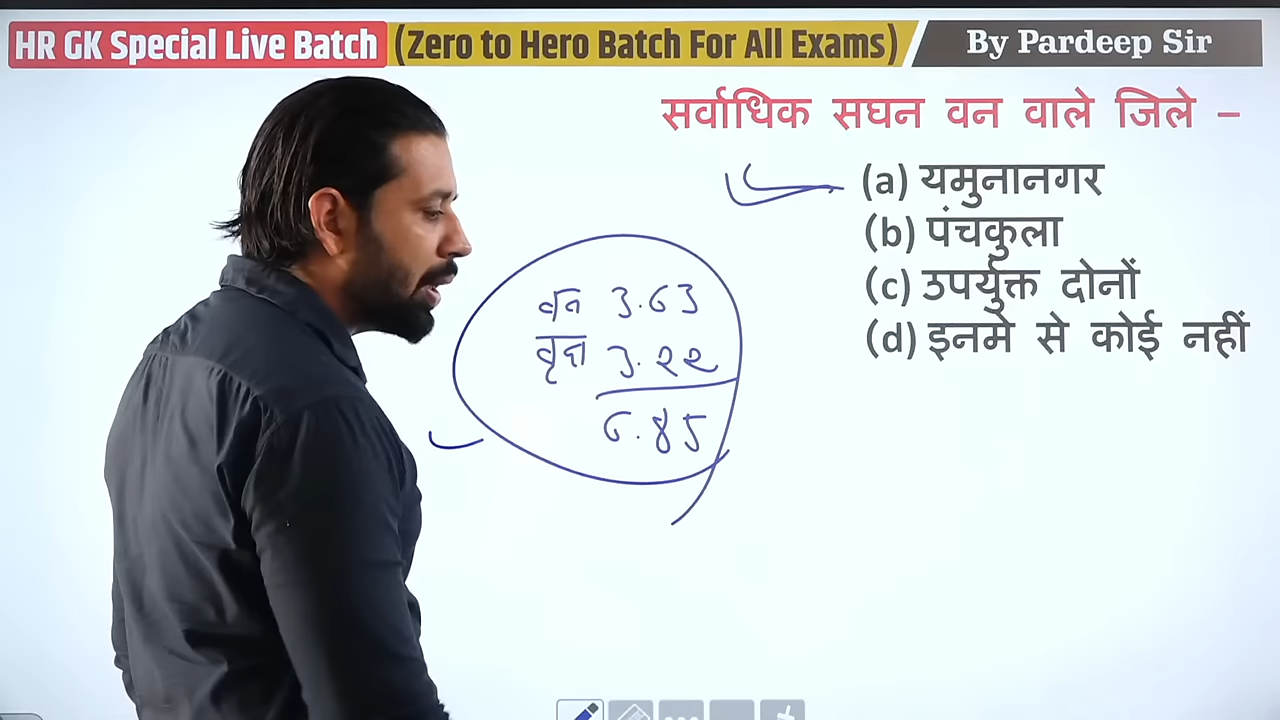 HR GK Special Live Batch (Zero to Hero Batch For All Exams) By Pardeep Sir
सर्वाधिक सघन वन वाले जिले –
(a) यमुनानगर
(b) पंचकुला
(c) उपर्युक्त दोनों
(d) इनमें से कोई नहीं
वन 3.63
वृक्ष 3.22
6.85